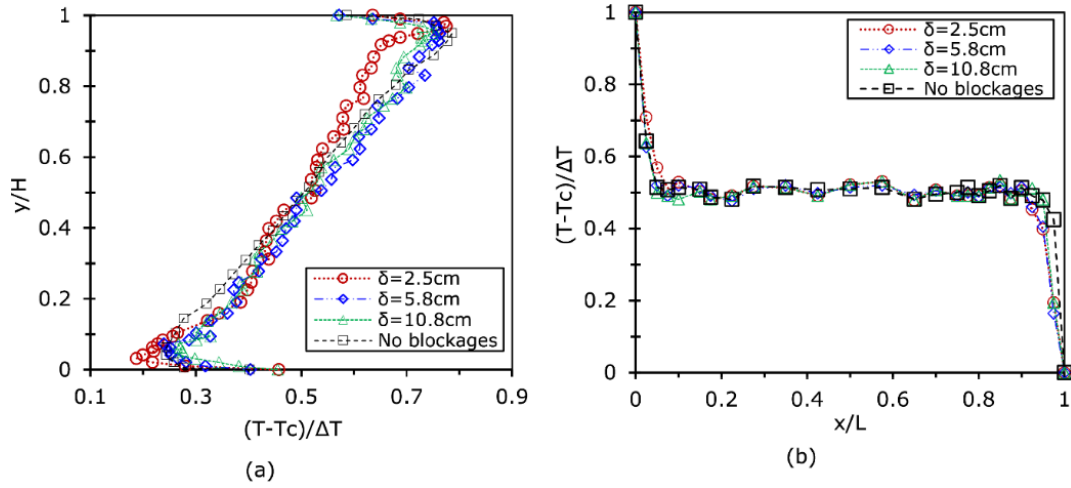 1
0.8
0.6
0.4
0.2
0
y/H
δ=2.5cm
δ=5.8cm
δ=10.8cm
No blockages
0.1 0.3 0.5 0.7 0.9
(T-Tc)/ΔT
(a)
1
0.8
0.6
0.4
0.2
0
(T-Tc)/ΔT
δ=2.5cm
δ=5.8cm
δ=10.8cm
No blockages
0 0.2 0.4 0.6 0.8 1
x/L
(b)